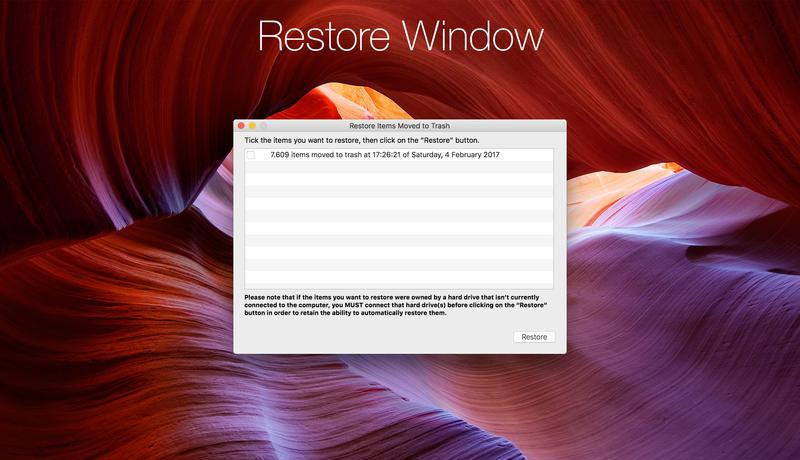 Restore Window
Restore Items Moved to Trash
Tick the items you want to restore, then click on the “Restore” button.
7.609 items moved to trash at 17:26:21 of Saturday, 4 February 2017
Please note that if the items you want to restore were owned by a hard drive that isn’t currently
connected to the computer, you MUST connect that hard drive(s) before clicking on the “Restore”
button in order to retain the ability to automatically restore them.
Restore